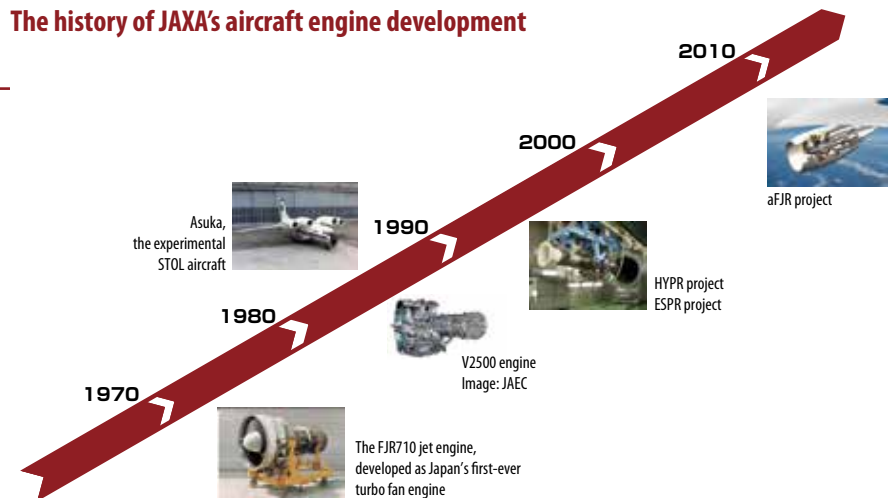 The history of JAXA's aircraft engine development
2010
2000
aFJR project
Asuka,
the experimental
STOL aircraft
1990
HYPR project
ESPR project
1980
V2500 engine
Image: JAEC
1970
The FJR710 jet engine,
developed as Japan's first-ever
turbo fan engine